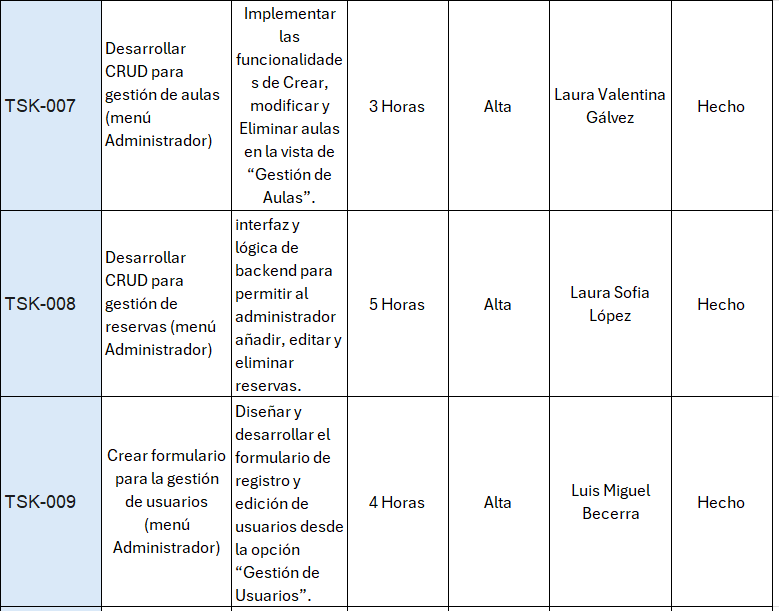 TSK-007
Desarrollar
CRUD para
gestión de aulas
(menú
Administrador)
Implementar
las
funcionalidade
s de Crear,
modificar y
Eliminar aulas
en la vista de
“Gestión de
Aulas”.
3 Horas
Alta
Laura Valentina
Gálvez
Hecho
TSK-008
Desarrollar
CRUD para
gestión de
reservas (menú
Administrador)
interfaz y
lógica de
backend para
permitir al
administrador
añadir, editar y
eliminar
reservas.
5 Horas
Alta
Laura Sofia
López
Hecho
TSK-009
Crear formulario
para la gestión
de usuarios
(menú
Administrador)
Diseñar y
desarrollar el
formulario de
registro y
edición de
usuarios desde
la opción
“Gestión de
Usuarios”.
4 Horas
Alta
Luis Miguel
Becerra
Hecho